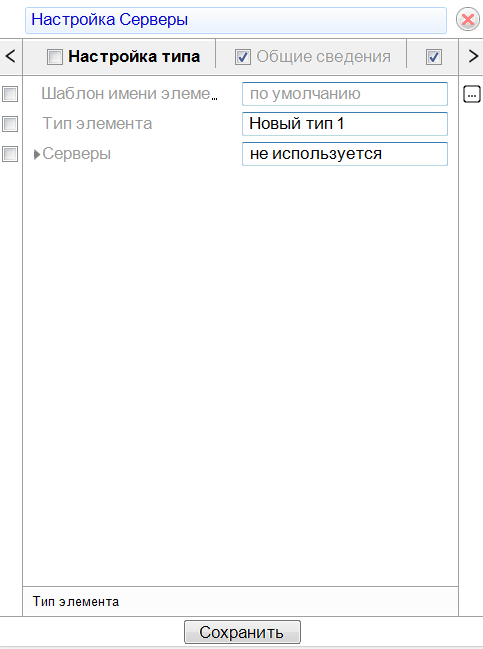 Настройка Серверы
< Настройка типа Общие сведения >
Шаблон имени элеме... по умолчанию ...
Тип элемента Новый тип 1
Серверы не используется
Тип элемента
Сохранить